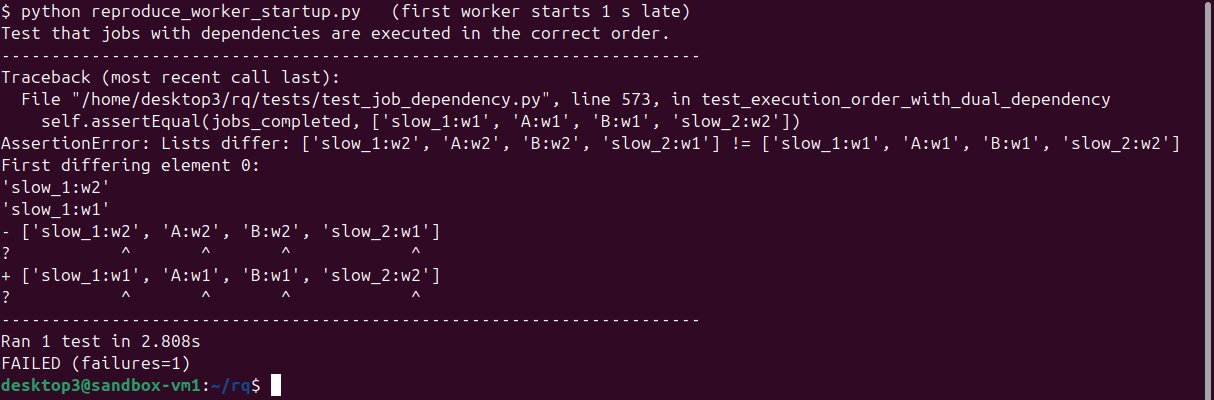 $ python reproduce_worker_startup.py   (first worker starts 1 s late)
Test that jobs with dependencies are executed in the correct order.
----------------------------------------------------------------------
Traceback (most recent call last):
  File "/home/desktop3/rq/tests/test_job_dependency.py", line 573, in test_execution_order_with_dual_dependency
    self.assertEqual(jobs_completed, ['slow_1:w1', 'A:w1', 'B:w1', 'slow_2:w2'])
AssertionError: Lists differ: ['slow_1:w2', 'A:w2', 'B:w2', 'slow_2:w1'] != ['slow_1:w1', 'A:w1', 'B:w1', 'slow_2:w2']
First differing element 0:
'slow_1:w2'
'slow_1:w1'
- ['slow_1:w2', 'A:w2', 'B:w2', 'slow_2:w1']
?          ^       ^       ^            ^
+ ['slow_1:w1', 'A:w1', 'B:w1', 'slow_2:w2']
?          ^       ^       ^            ^
----------------------------------------------------------------------
Ran 1 test in 2.808s
FAILED (failures=1)
desktop3@sandbox-vm1:~/rq$